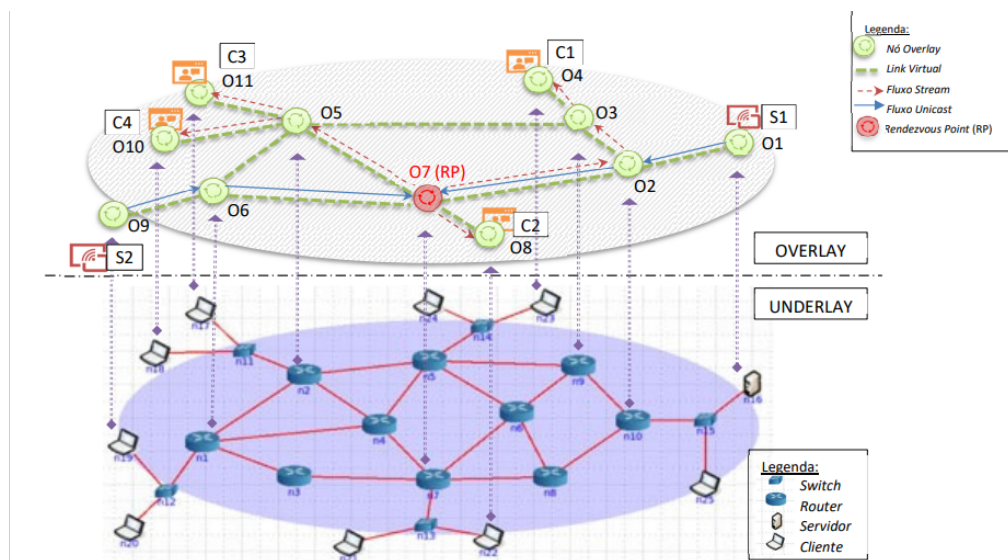 Legenda:
Nó Overlay
Link Virtual
Fluxo Stream
Fluxo Unicast
Rendezvous Point (RP)
C3
O11
C1
O4
C4
O10
O5
O3
S1
O1
O7 (RP)
O2
O6
O9
C2
O8
S2
OVERLAY
UNDERLAY
n17
n24
n23
n14
n18
n11
n2
n5
n9
n16
n4
n6
n10
n15
n19
n1
n3
n7
n8
n25
n12
n20
n13
n22
Legenda:
Switch
Router
Servidor
Cliente